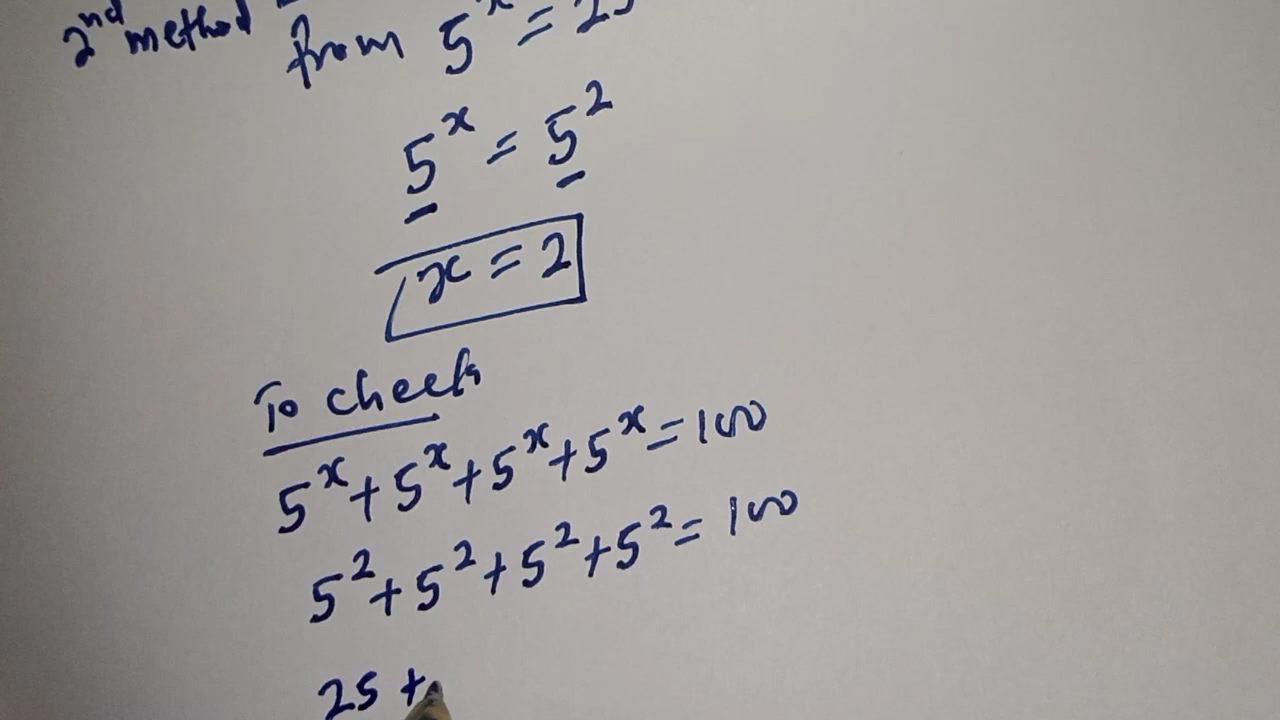 2nd method from 5^x = 25
5^x = 5^2
x = 2
To check
5^x + 5^x + 5^x + 5^x = 100
5^2 + 5^2 + 5^2 + 5^2 = 100
25 +